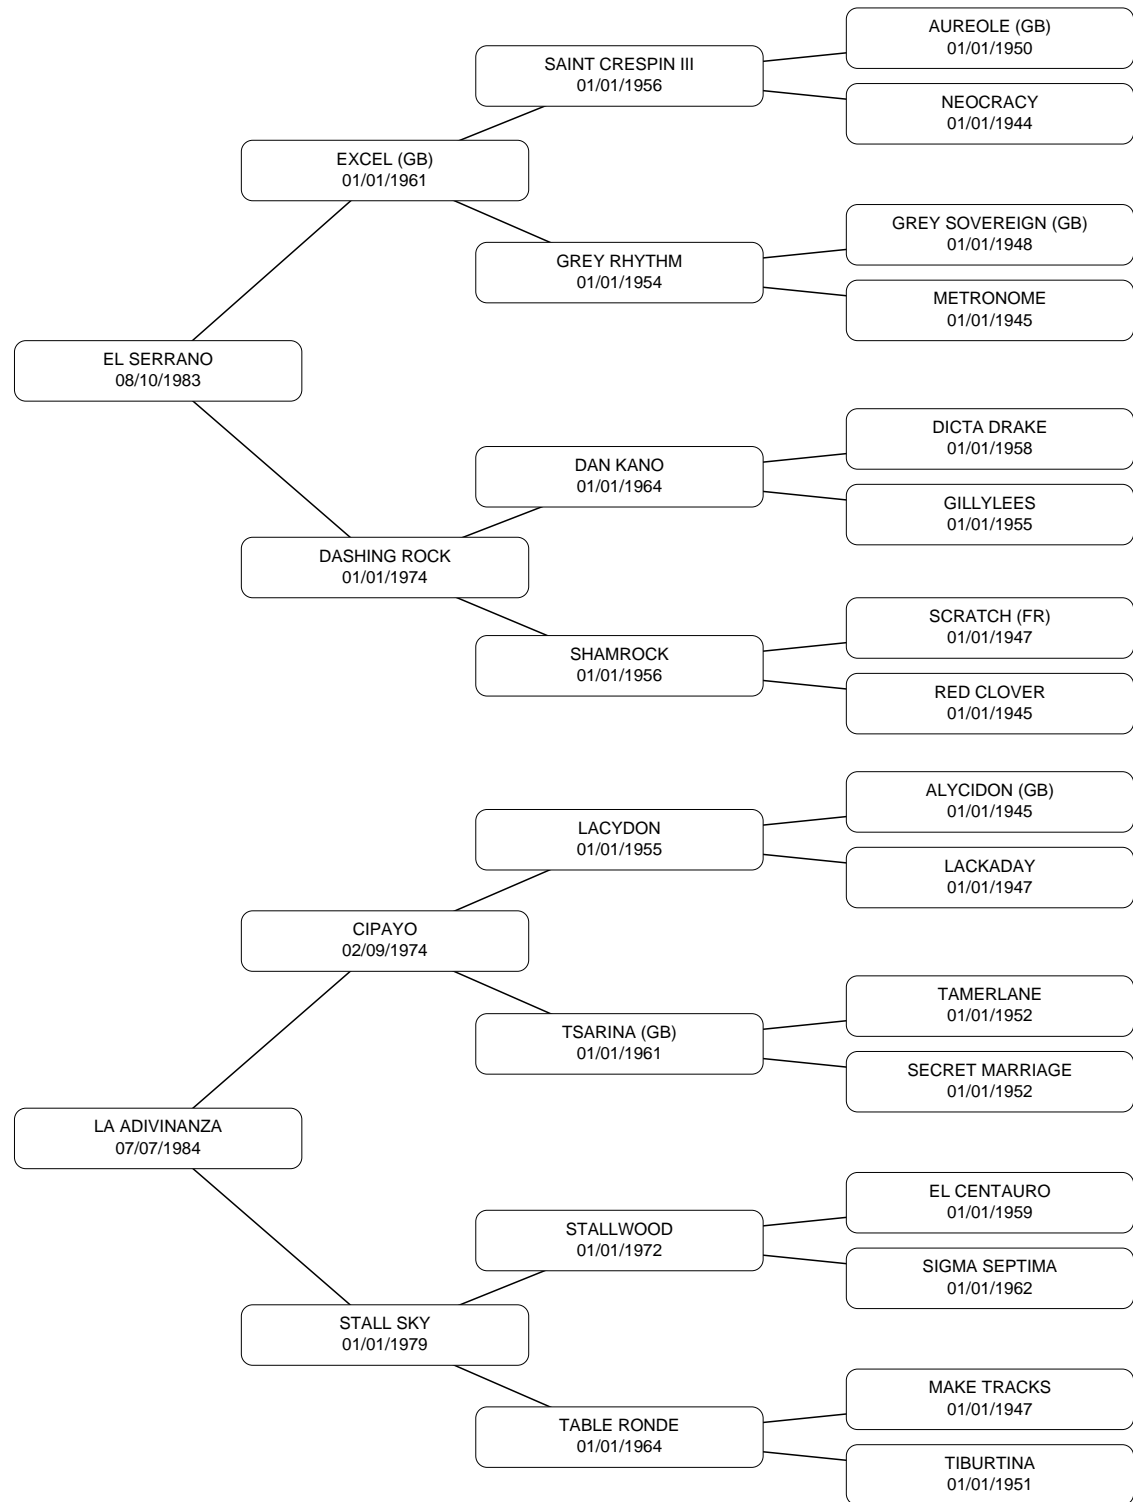 AUREOLE (GB)
01/01/1950
SAINT CRESPIN III
01/01/1956
NEOCRACY
01/01/1944
EXCEL (GB)
01/01/1961
GREY SOVEREIGN (GB)
01/01/1948
GREY RHYTHM
01/01/1954
METRONOME
01/01/1945
EL SERRANO
08/10/1983
DICTA DRAKE
01/01/1958
DAN KANO
01/01/1964
GILLYLEES
01/01/1955
DASHING ROCK
01/01/1974
SCRATCH (FR)
01/01/1947
SHAMROCK
01/01/1956
RED CLOVER
01/01/1945
ALYCIDON (GB)
01/01/1945
LACYDON
01/01/1955
LACKADAY
01/01/1947
CIPAYO
02/09/1974
TAMERLANE
01/01/1952
TSARINA (GB)
01/01/1961
SECRET MARRIAGE
01/01/1952
LA ADIVINANZA
07/07/1984
EL CENTAURO
01/01/1959
STALLWOOD
01/01/1972
SIGMA SEPTIMA
01/01/1962
STALL SKY
01/01/1979
MAKE TRACKS
01/01/1947
TABLE RONDE
01/01/1964
TIBURTINA
01/01/1951